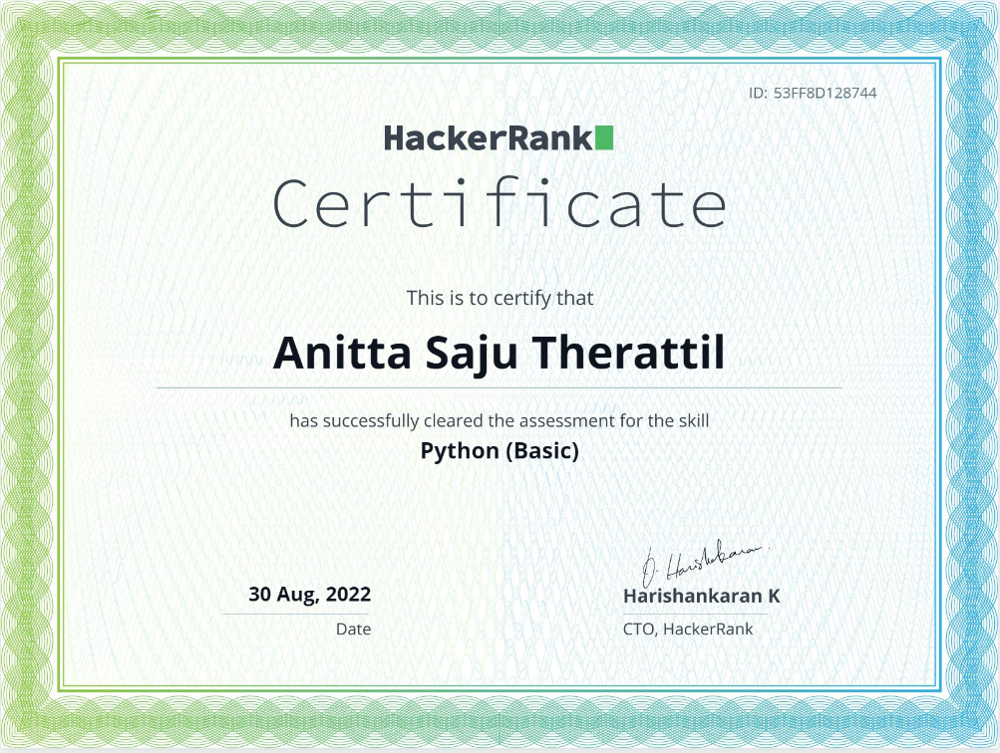 ID: 53FF8D128744
HackerRank
Certificate
This is to certify that
Anitta Saju Therattil
has successfully cleared the assessment for the skill
Python (Basic)
30 Aug, 2022
Date
Harishankaran K
CTO, HackerRank